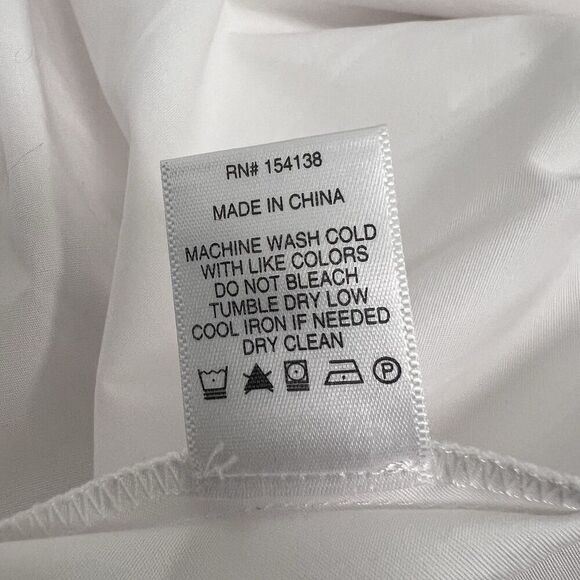 RN# 154138
MADE IN CHINA
MACHINE WASH COLD
WITH LIKE COLORS
DO NOT BLEACH
TUMBLE DRY LOW
COOL IRON IF NEEDED
DRY CLEAN
P